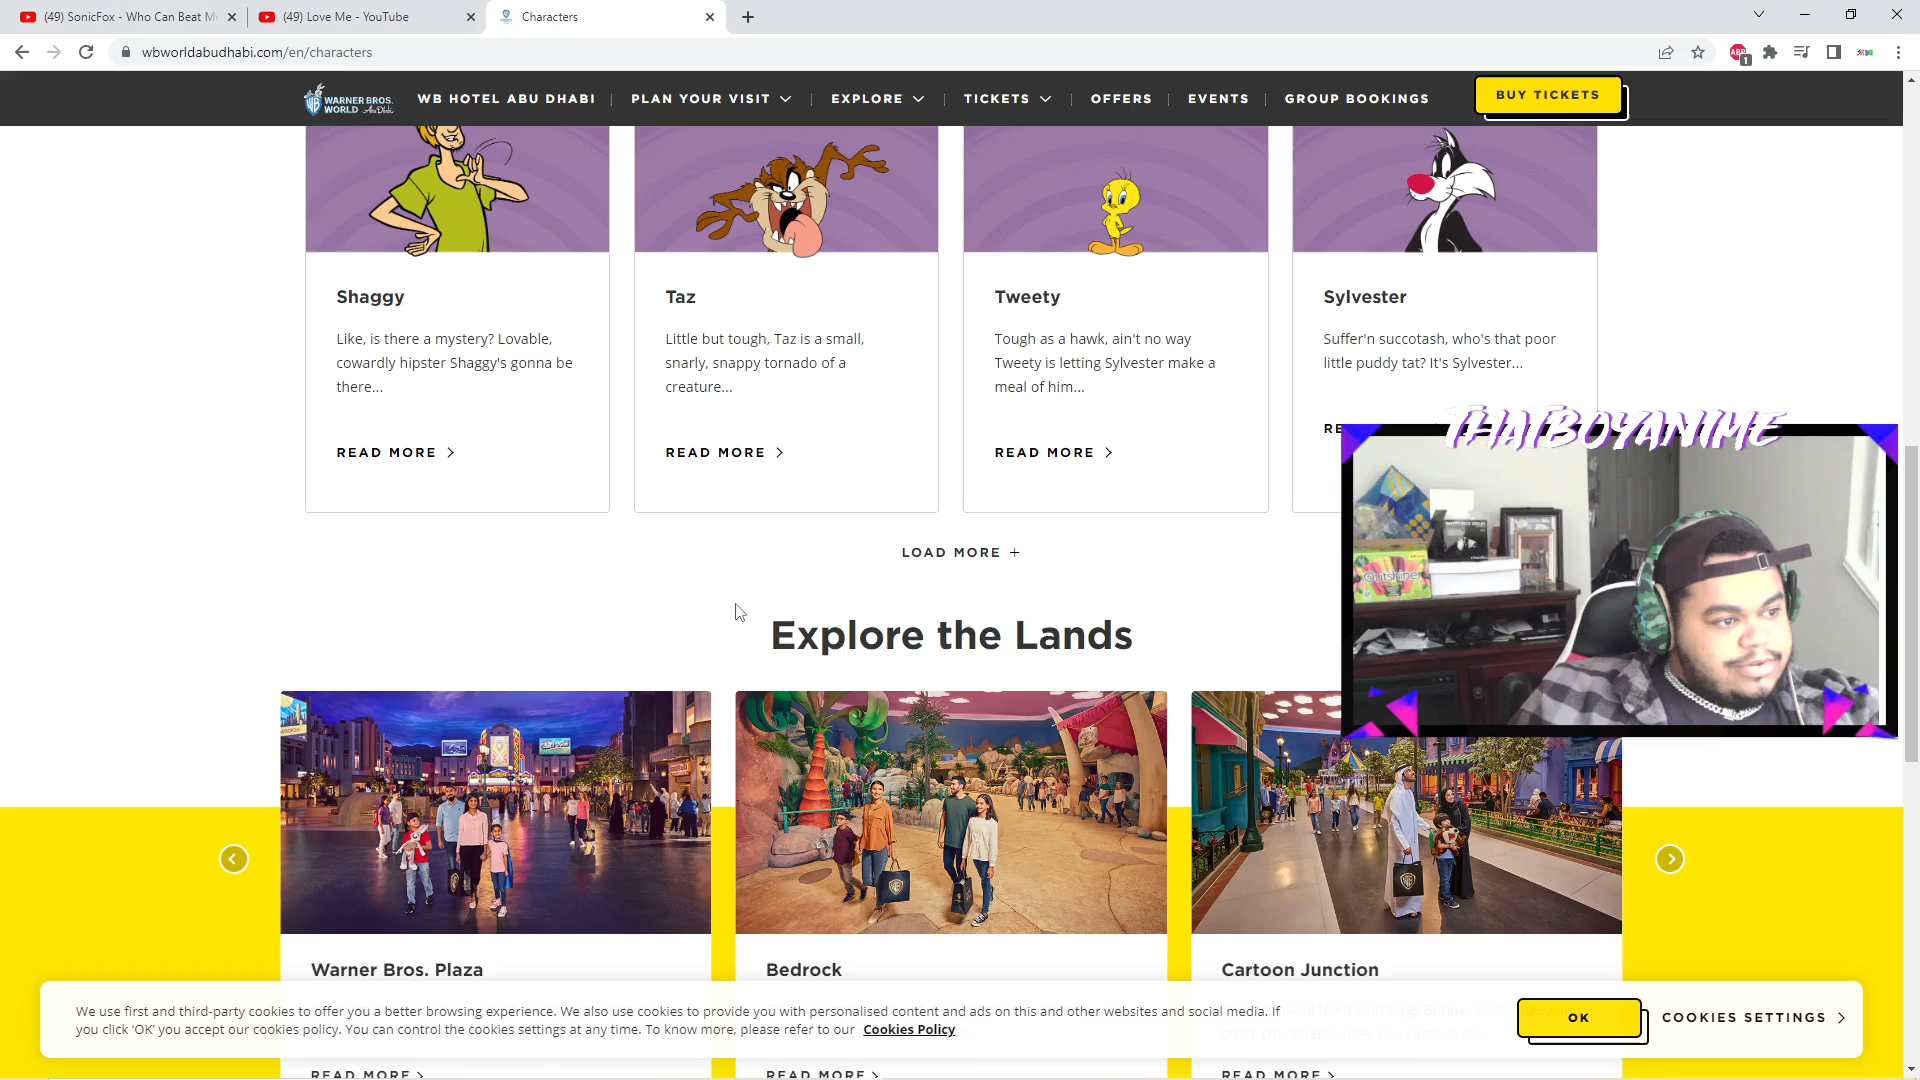 (49) SonicFox - Who Can Beat Me
(49) Love Me - YouTube
Characters
wbworldabudhabi.com/en/characters
ABP
1
WARNER BROS.
WORLD Abu Dhabi
WB HOTEL ABU DHABI
PLAN YOUR VISIT
EXPLORE
TICKETS
OFFERS
EVENTS
GROUP BOOKINGS
BUY TICKETS
Shaggy
Like, is there a mystery? Lovable,
cowardly hipster Shaggy's gonna be
there...
READ MORE
Taz
Little but tough, Taz is a small,
snarly, snappy tornado of a
creature...
READ MORE
Tweety
Tough as a hawk, ain't no way
Tweety is letting Sylvester make a
meal of him...
READ MORE
Sylvester
Suffer'n succotash, who's that poor
little puddy tat? It's Sylvester...
RE
THATBOYANIME
Outshine
LOAD MORE +
Explore the Lands
Warner Bros. Plaza
Bedrock
Cartoon Junction
We use first and third-party cookies to offer you a better browsing experience. We also use cookies to provide you with personalised content and ads on this and other websites and social media. If
you click ‘OK’ you accept our cookies policy. You can control the cookies settings at any time. To know more, please refer to our Cookies Policy
OK
COOKIES SETTINGS
READ MORE
READ MORE
READ MORE